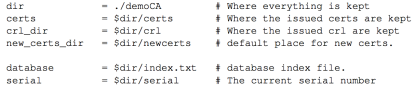 dir = ./demoCA # Where everything is kept
certs = $dir/certs # Where the issued certs are kept
crl_dir = $dir/crl # Where the issued crl are kept
new_certs_dir = $dir/newcerts # default place for new certs.
database = $dir/index.txt # database index file.
serial = $dir/serial # The current serial number